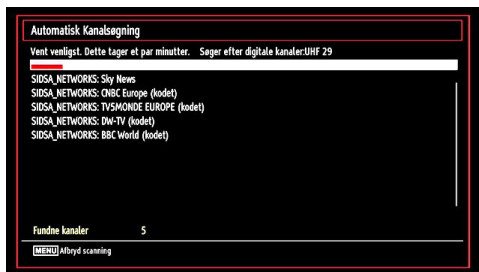 Automatisk Kanalsøgning
Vent venligst. Dette tager et par minutter. Søger efter digitale kanaler:UHF 29
SIDSA_NETWORKS: Sky News
SIDSA_NETWORKS: CNBC Europe (kodet)
SIDSA_NETWORKS: TV5MONDE EUROPE (kodet)
SIDSA_NETWORKS: DW-TV (kodet)
SIDSA_NETWORKS: BBC World (kodet)
Fundne kanaler 5
MENU Afbryd scanning